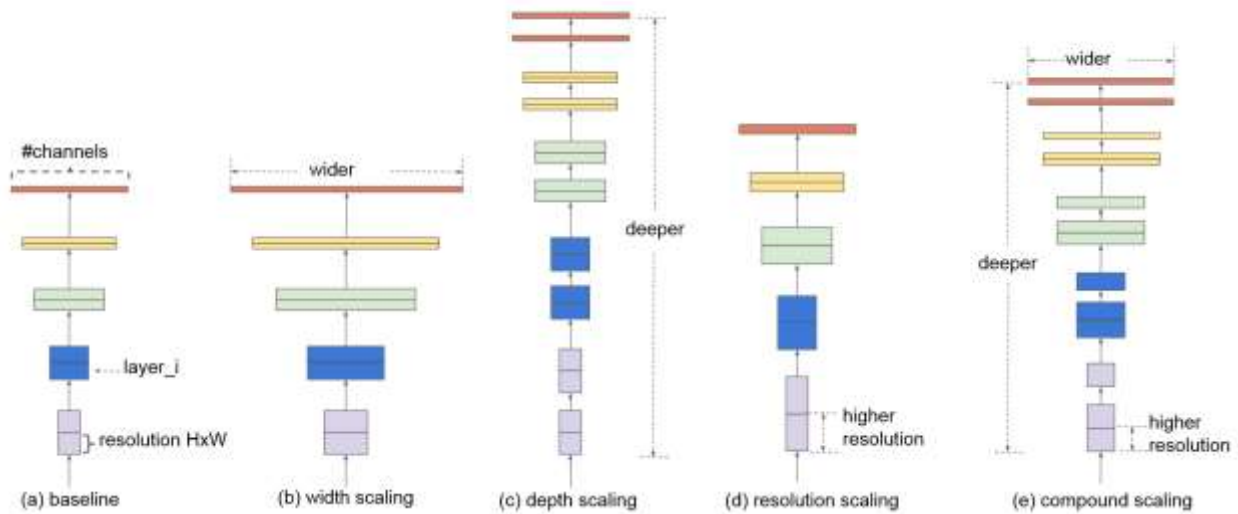 #channels
layer_i
resolution HxW
(a) baseline
wider
(b) width scaling
deeper
(c) depth scaling
higher
resolution
(d) resolution scaling
wider
deeper
higher
resolution
(e) compound scaling